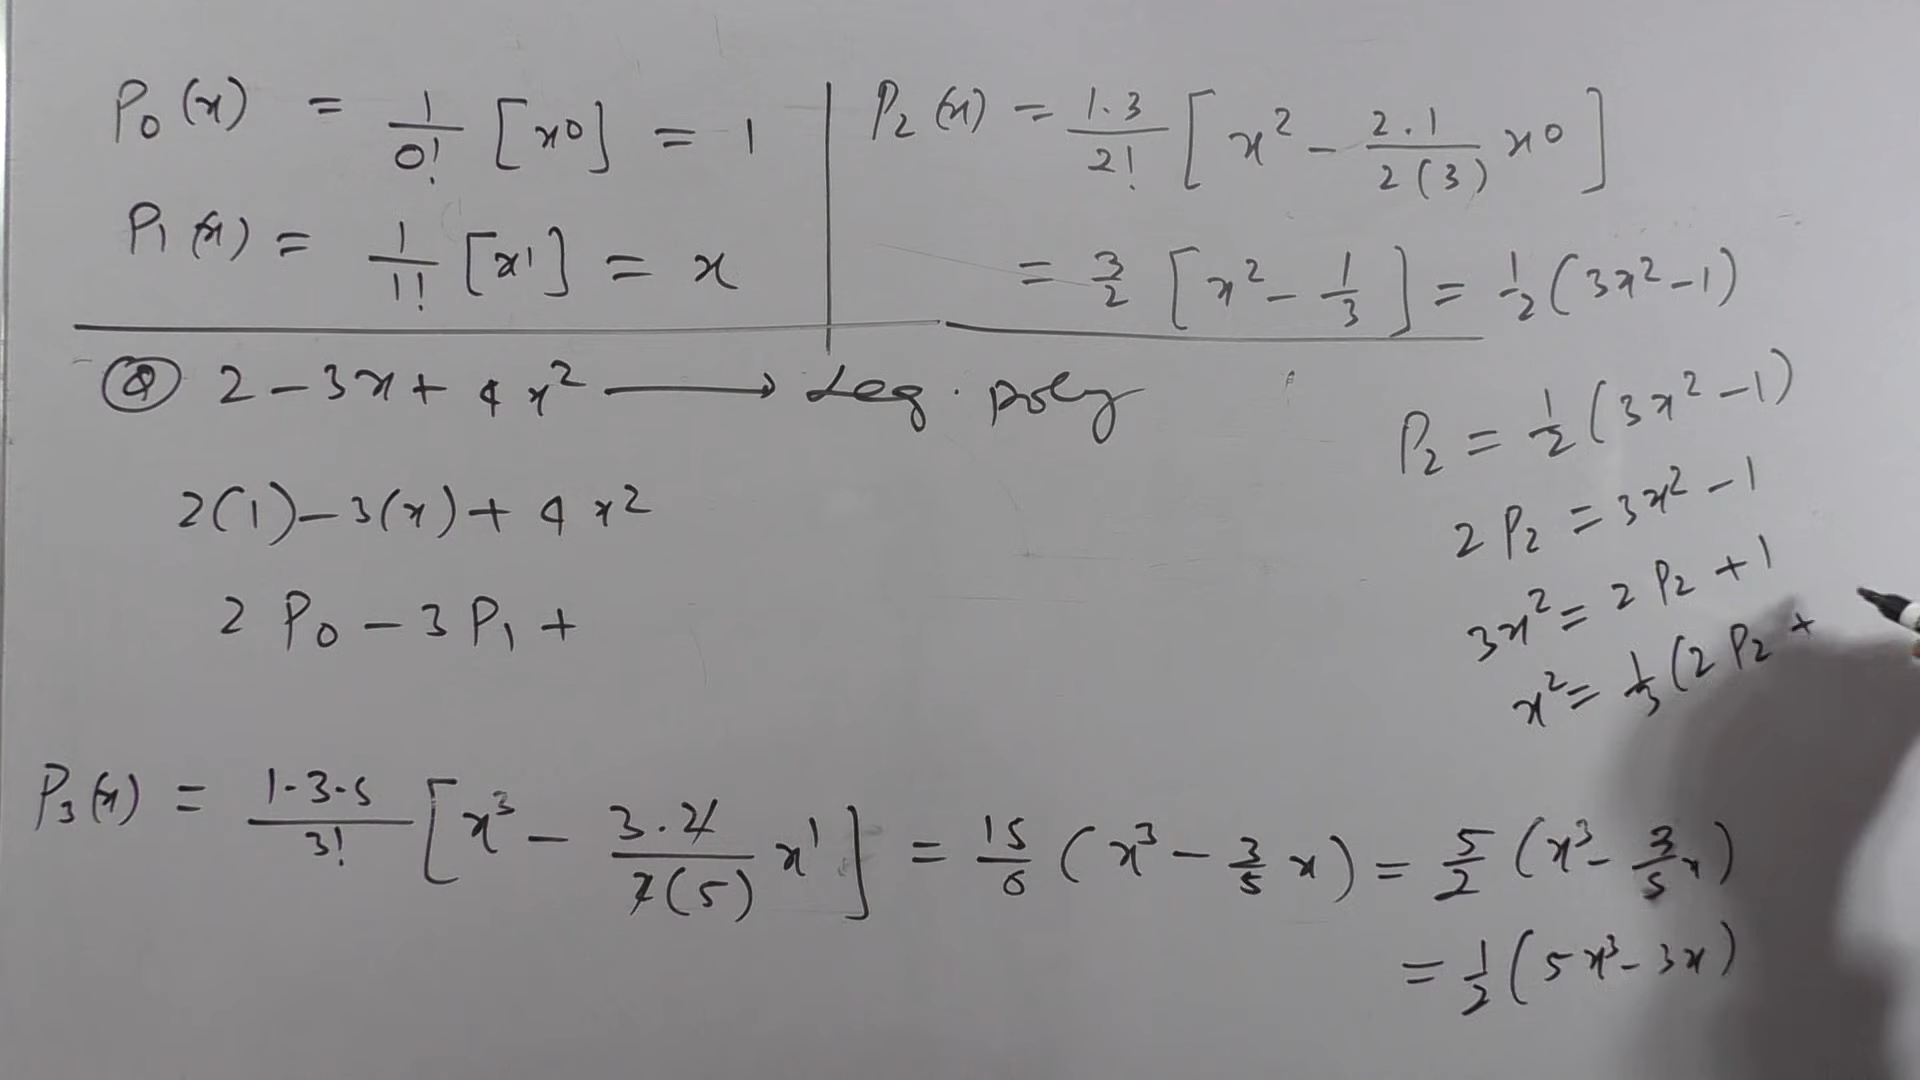 P₀(x) = 1/0! [x⁰] = 1
P₁(x) = 1/1! [x¹] = x
P₂(x) = 1·3/2! [x² - 2·1/2(3) x⁰]
= 3/2 [x² - 1/3] = 1/2 (3x² - 1)
Q 2 - 3x + 4x² ⟶ Leg. poly
2(1) - 3(x) + 4x²
2P₀ - 3P₁ +
P₂ = 1/2 (3x² - 1)
2P₂ = 3x² - 1
3x² = 2P₂ + 1
x² = 1/3 (2P₂ +
P₃(x) = 1·3·5/3! [x³ - 3·2/2(5) x¹] = 15/6 (x³ - 3/5 x) = 5/2 (x³ - 3/5 x)
= 1/2 (5x³ - 3x)